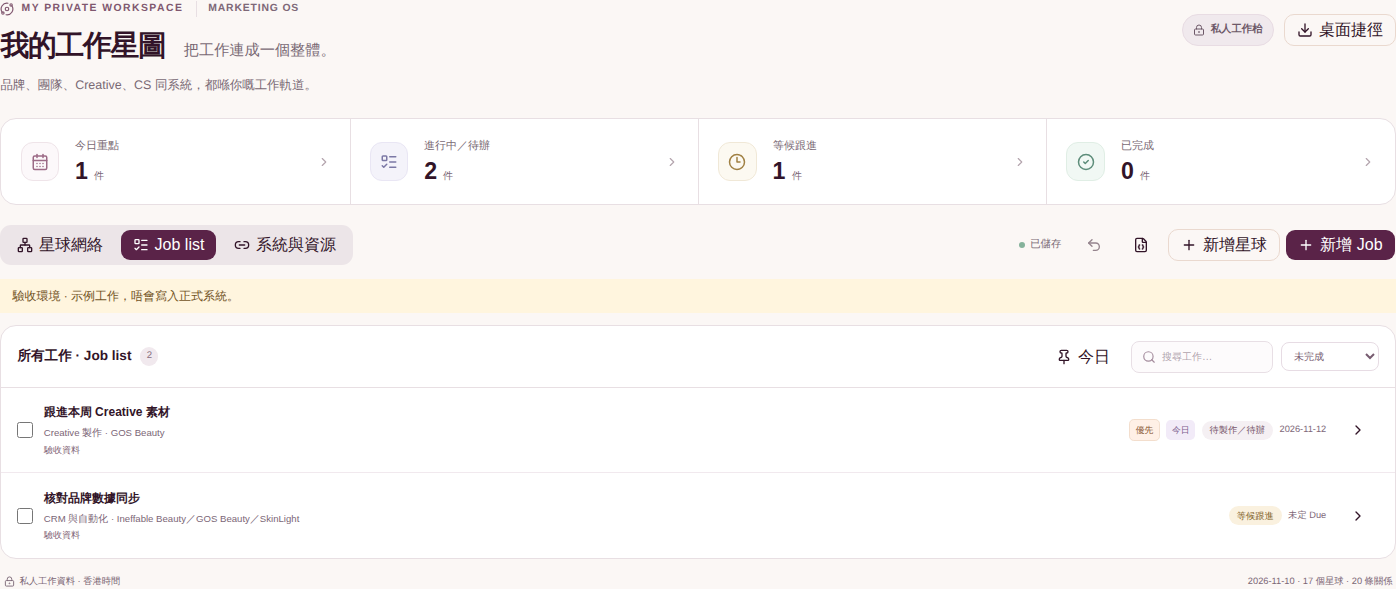 MY PRIVATE WORKSPACE MARKETING OS
我的工作星圖 把工作連成一個整體。
品牌、團隊、Creative、CS 同系統，都喺你嘅工作軌道。
私人工作枱 桌面捷徑
今日重點
1 件
進行中／待辦
2 件
等候跟進
1 件
已完成
0 件
星球網絡 Job list 系統與資源
已儲存 新增星球 新增 Job
驗收環境 · 示例工作，唔會寫入正式系統。
所有工作 · Job list 2
今日 搜尋工作… 未完成
跟進本周 Creative 素材
Creative 製作 · GOS Beauty
驗收資料
優先 今日 待製作／待辦 2026-11-12
核對品牌數據同步
CRM 與自動化 · Ineffable Beauty／GOS Beauty／SkinLight
驗收資料
等候跟進 未定 Due
私人工作資料 · 香港時間
2026-11-10 · 17 個星球 · 20 條關係